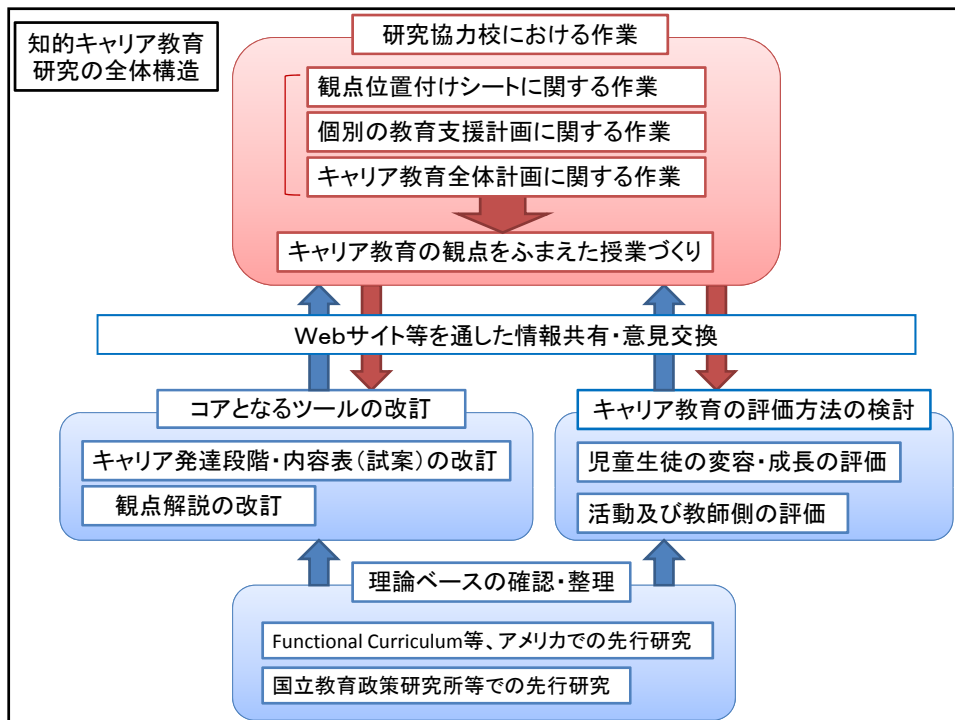 知的キャリア教育
研究の全体構造
研究協力校における作業
観点位置付けシートに関する作業
個別の教育支援計画に関する作業
キャリア教育全体計画に関する作業
キャリア教育の観点をふまえた授業づくり
Webサイト等を通した情報共有・意見交換
コアとなるツールの改訂
キャリア発達段階・内容表(試案)の改訂
観点解説の改訂
キャリア教育の評価方法の検討
児童生徒の変容・成長の評価
活動及び教師側の評価
理論ベースの確認・整理
Functional Curriculum等、アメリカでの先行研究
国立教育政策研究所等での先行研究